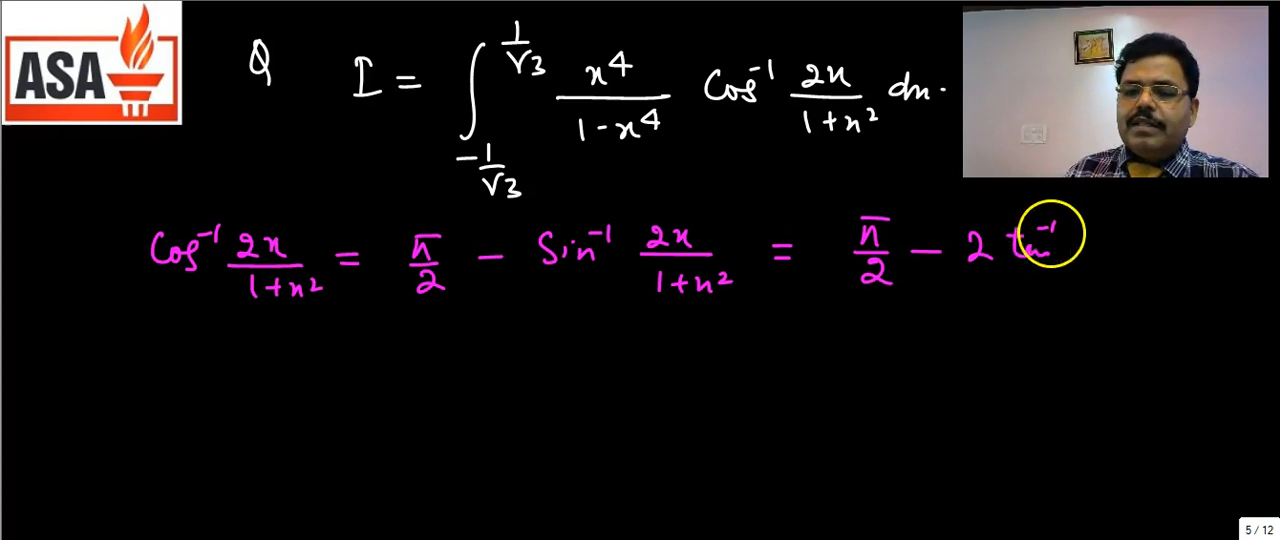 ASA
Q I = ∫_{-1/√3}^{1/√3} x⁴/(1-x⁴) Cos⁻¹ 2x/(1+x²) dx.
Cos⁻¹ 2x/(1+x²) = π/2 - Sin⁻¹ 2x/(1+x²) = π/2 - 2 tan⁻¹
5 / 12